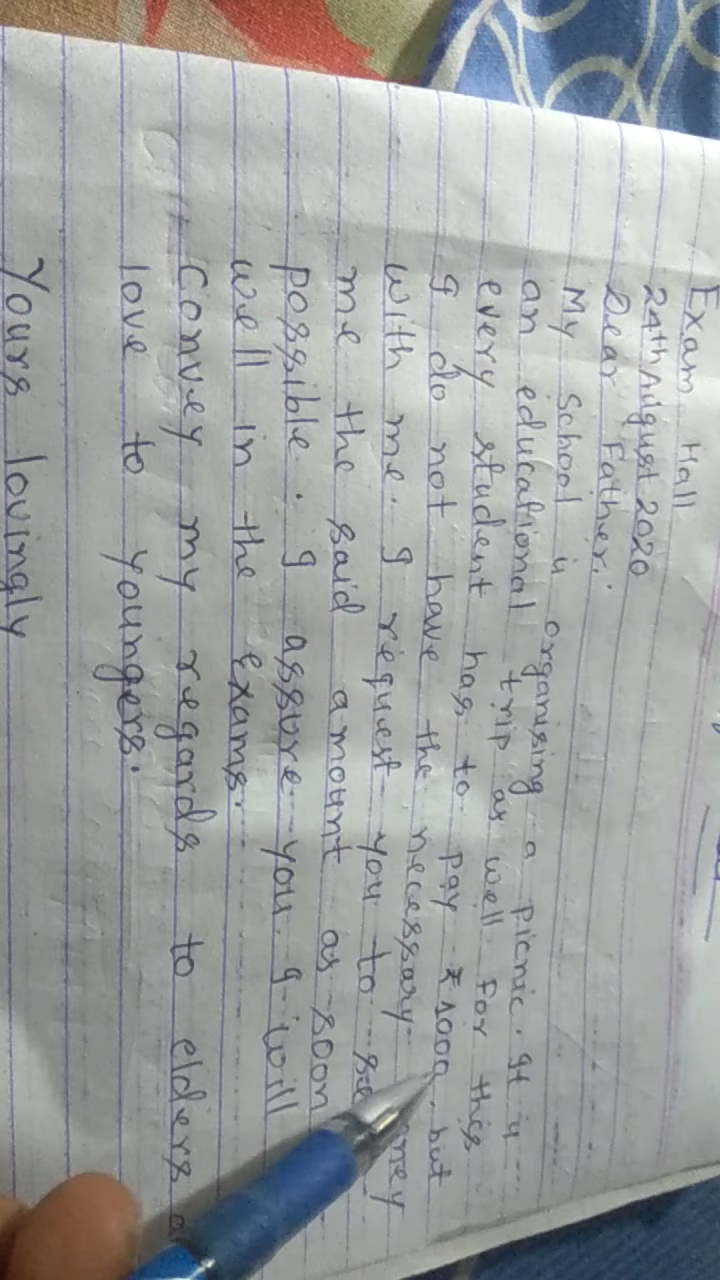 Exam Hall
24th August 2020
Dear Father,
My School is organising a picnic. It is
an educational trip as well. For this
every student has to pay ₹1000, but
I do not have the necessary
with me. I request you to
me the said amount as soon
possible. I assure you. I will
well in the exams.
Convey my regards to elders
love to youngers.
Yours lovingly